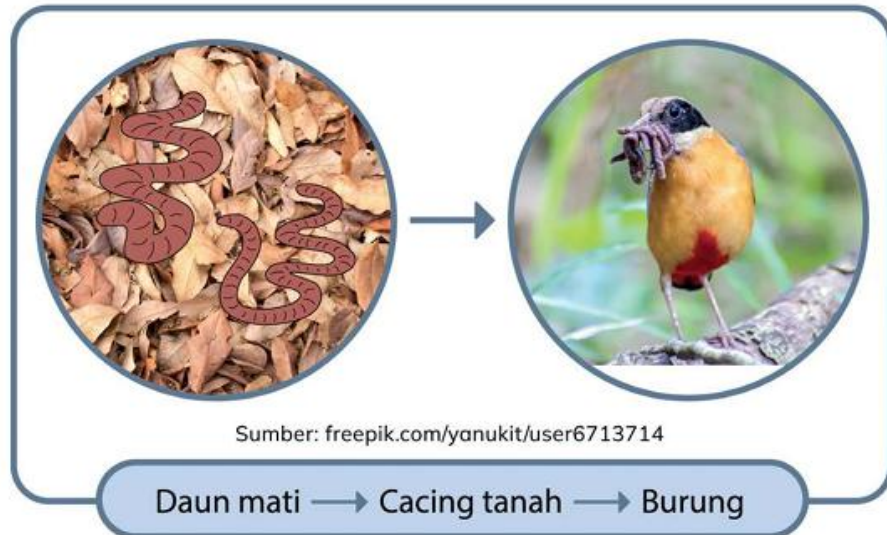 Sumber: freepik.com/yanukit/user6713714
Daun mati → Cacing tanah → Burung